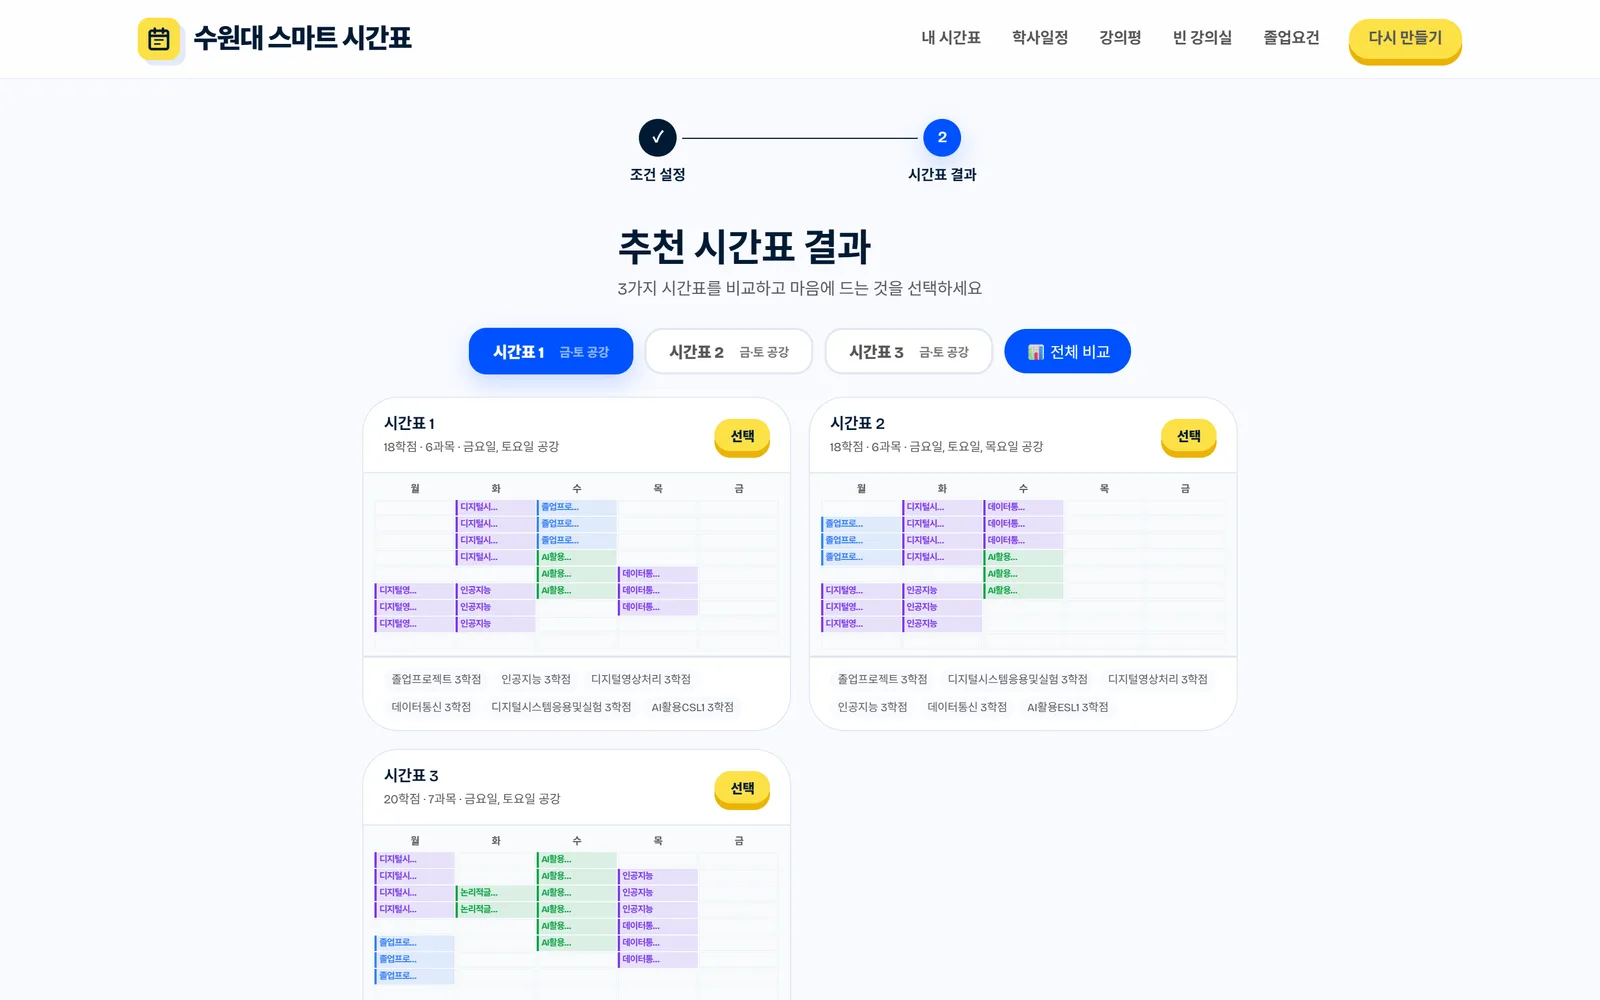 수원대 스마트 시간표
내 시간표 학사일정 강의평 빈 강의실 졸업요건 다시 만들기
✓ 2
조건 설정 시간표 결과
추천 시간표 결과
3가지 시간표를 비교하고 마음에 드는 것을 선택하세요
시간표 1 금·토 공강 시간표 2 금·토 공강 시간표 3 금·토 공강 📊 전체 비교
시간표 1
18학점 · 6과목 · 금요일, 토요일 공강
선택
월 화 수 목 금
디지털시... 졸업프로...
디지털시... 졸업프로...
디지털시... 졸업프로...
디지털시... AI활용...
AI활용... 데이터통...
디지털영... 인공지능 AI활용... 데이터통...
디지털영... 인공지능 데이터통...
디지털영... 인공지능
졸업프로젝트 3학점 인공지능 3학점 디지털영상처리 3학점
데이터통신 3학점 디지털시스템응용및실험 3학점 AI활용CSL1 3학점
시간표 2
18학점 · 6과목 · 금요일, 토요일, 목요일 공강
선택
월 화 수 목 금
디지털시... 데이터통...
졸업프로... 디지털시... 데이터통...
졸업프로... 디지털시... 데이터통...
졸업프로... 디지털시... AI활용...
AI활용...
디지털영... 인공지능 AI활용...
디지털영... 인공지능
디지털영... 인공지능
졸업프로젝트 3학점 디지털시스템응용및실험 3학점 디지털영상처리 3학점
인공지능 3학점 데이터통신 3학점 AI활용ESL1 3학점
시간표 3
20학점 · 7과목 · 금요일, 토요일 공강
선택
월 화 수 목 금
디지털시... AI활용...
디지털시... AI활용... 인공지능
디지털시... 논리적글... AI활용... 인공지능
디지털시... 논리적글... AI활용... 인공지능
AI활용... 데이터통...
졸업프로... AI활용... 데이터통...
졸업프로... 데이터통...
졸업프로...